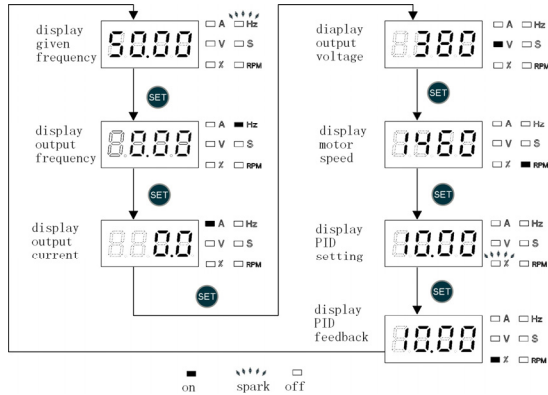 display
given
frequency
50.00
A Hz
V S
% RPM
SET
display
output
frequency
0.0.0
A Hz
V S
% RPM
SET
display
output
current
0.0
A Hz
V S
% RPM
SET
diaplay
output
voltage
380
A Hz
V S
% RPM
SET
display
motor
speed
1460
A Hz
V S
% RPM
SET
display
PID
setting
10.00
A Hz
V S
% RPM
SET
display
PID
feedback
10.00
A Hz
V S
% RPM
on spark off